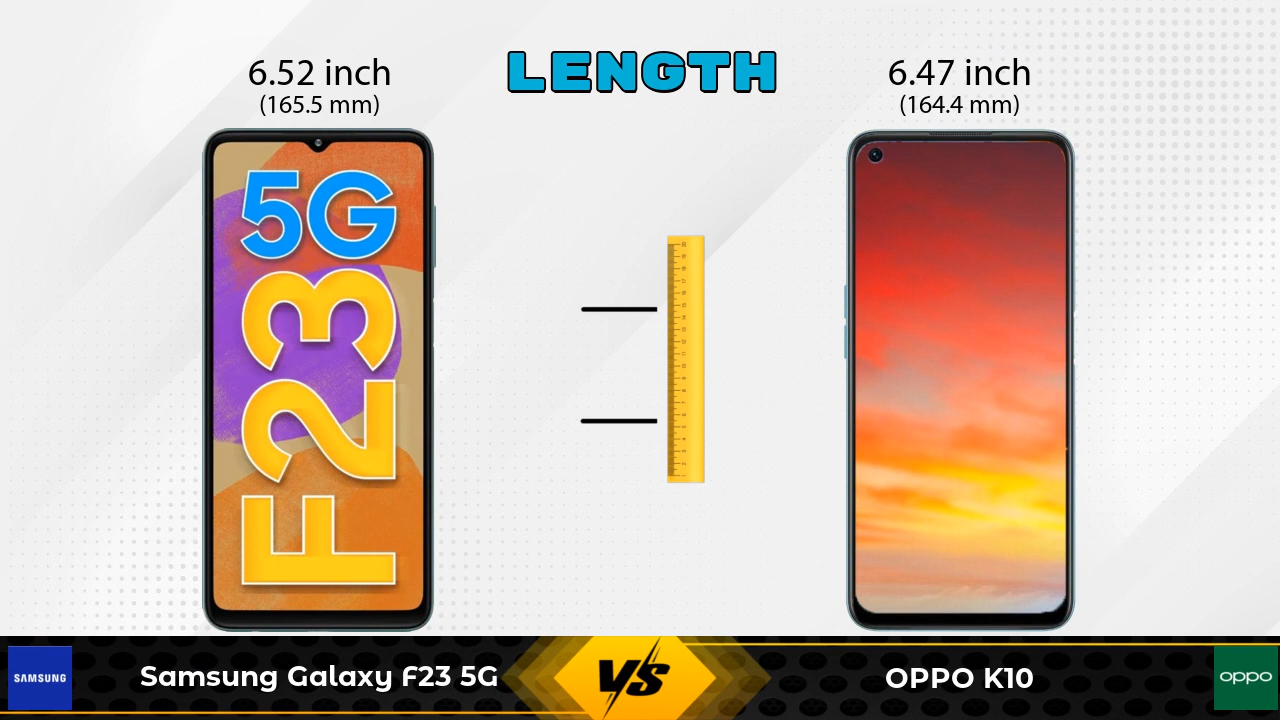 LENGTH
6.52 inch
(165.5 mm)
6.47 inch
(164.4 mm)
5G
F23
VS
SAMSUNG
Samsung Galaxy F23 5G
OPPO K10
oppo